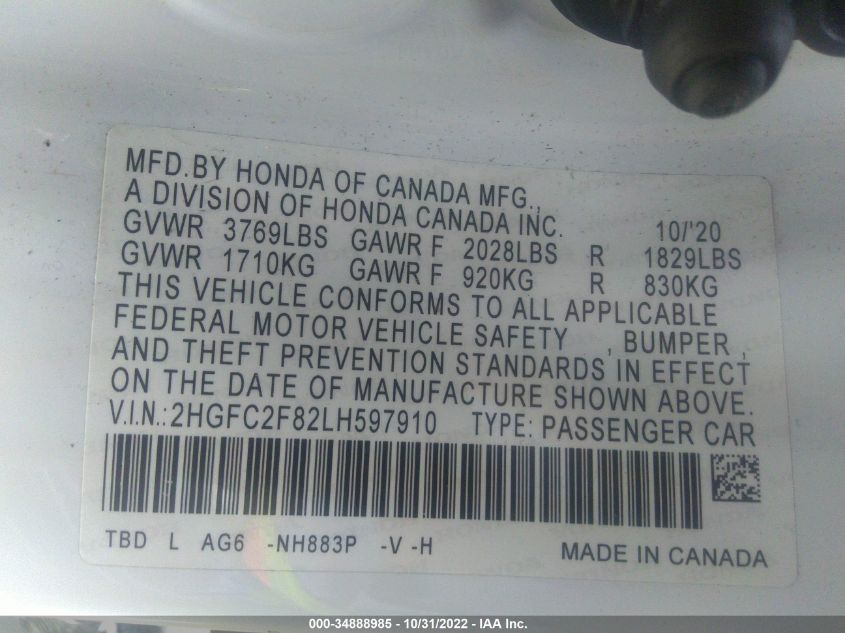 MFD.BY HONDA OF CANADA MFG.,
A DIVISION OF HONDA CANADA INC. 10/'20
GVWR 3769LBS GAWR F 2028LBS R 1829LBS
GVWR 1710KG GAWR F 920KG R 830KG
THIS VEHICLE CONFORMS TO ALL APPLICABLE
FEDERAL MOTOR VEHICLE SAFETY , BUMPER ,
AND THEFT PREVENTION STANDARDS IN EFFECT
ON THE DATE OF MANUFACTURE SHOWN ABOVE.
V.I.N.: 2HGFC2F82LH597910 TYPE: PASSENGER CAR
TBD L AG6 -NH883P -V -H MADE IN CANADA
000-34888985 - 10/31/2022 - IAA Inc.